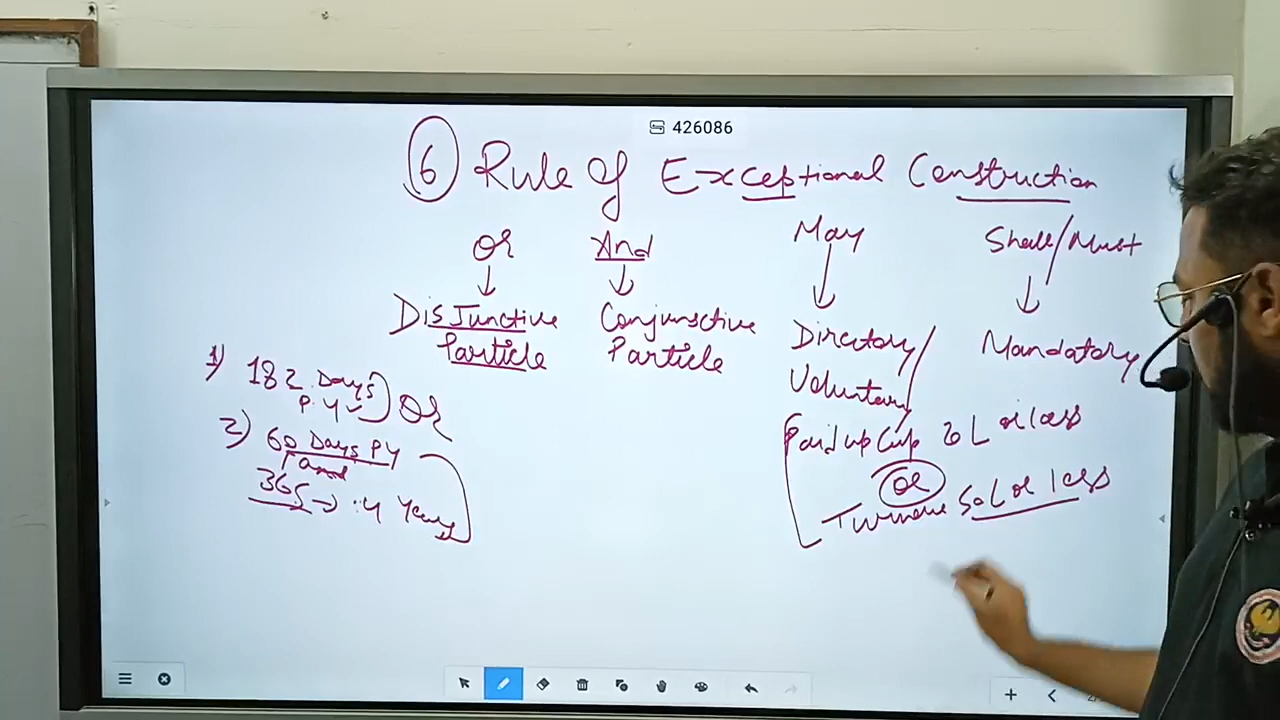 426086
6 Rule Of Exceptional Construction
Or And May Shall/Must
Disjunctive Particle
Conjunctive Particle
Directory/ Voluntary
Mandatory
1) 182 Days P.Y
Or
2) 60 Days PY
and
365 → 4 Years
Paid up Cap 20 L or less
Or
Turnover 50 L or less